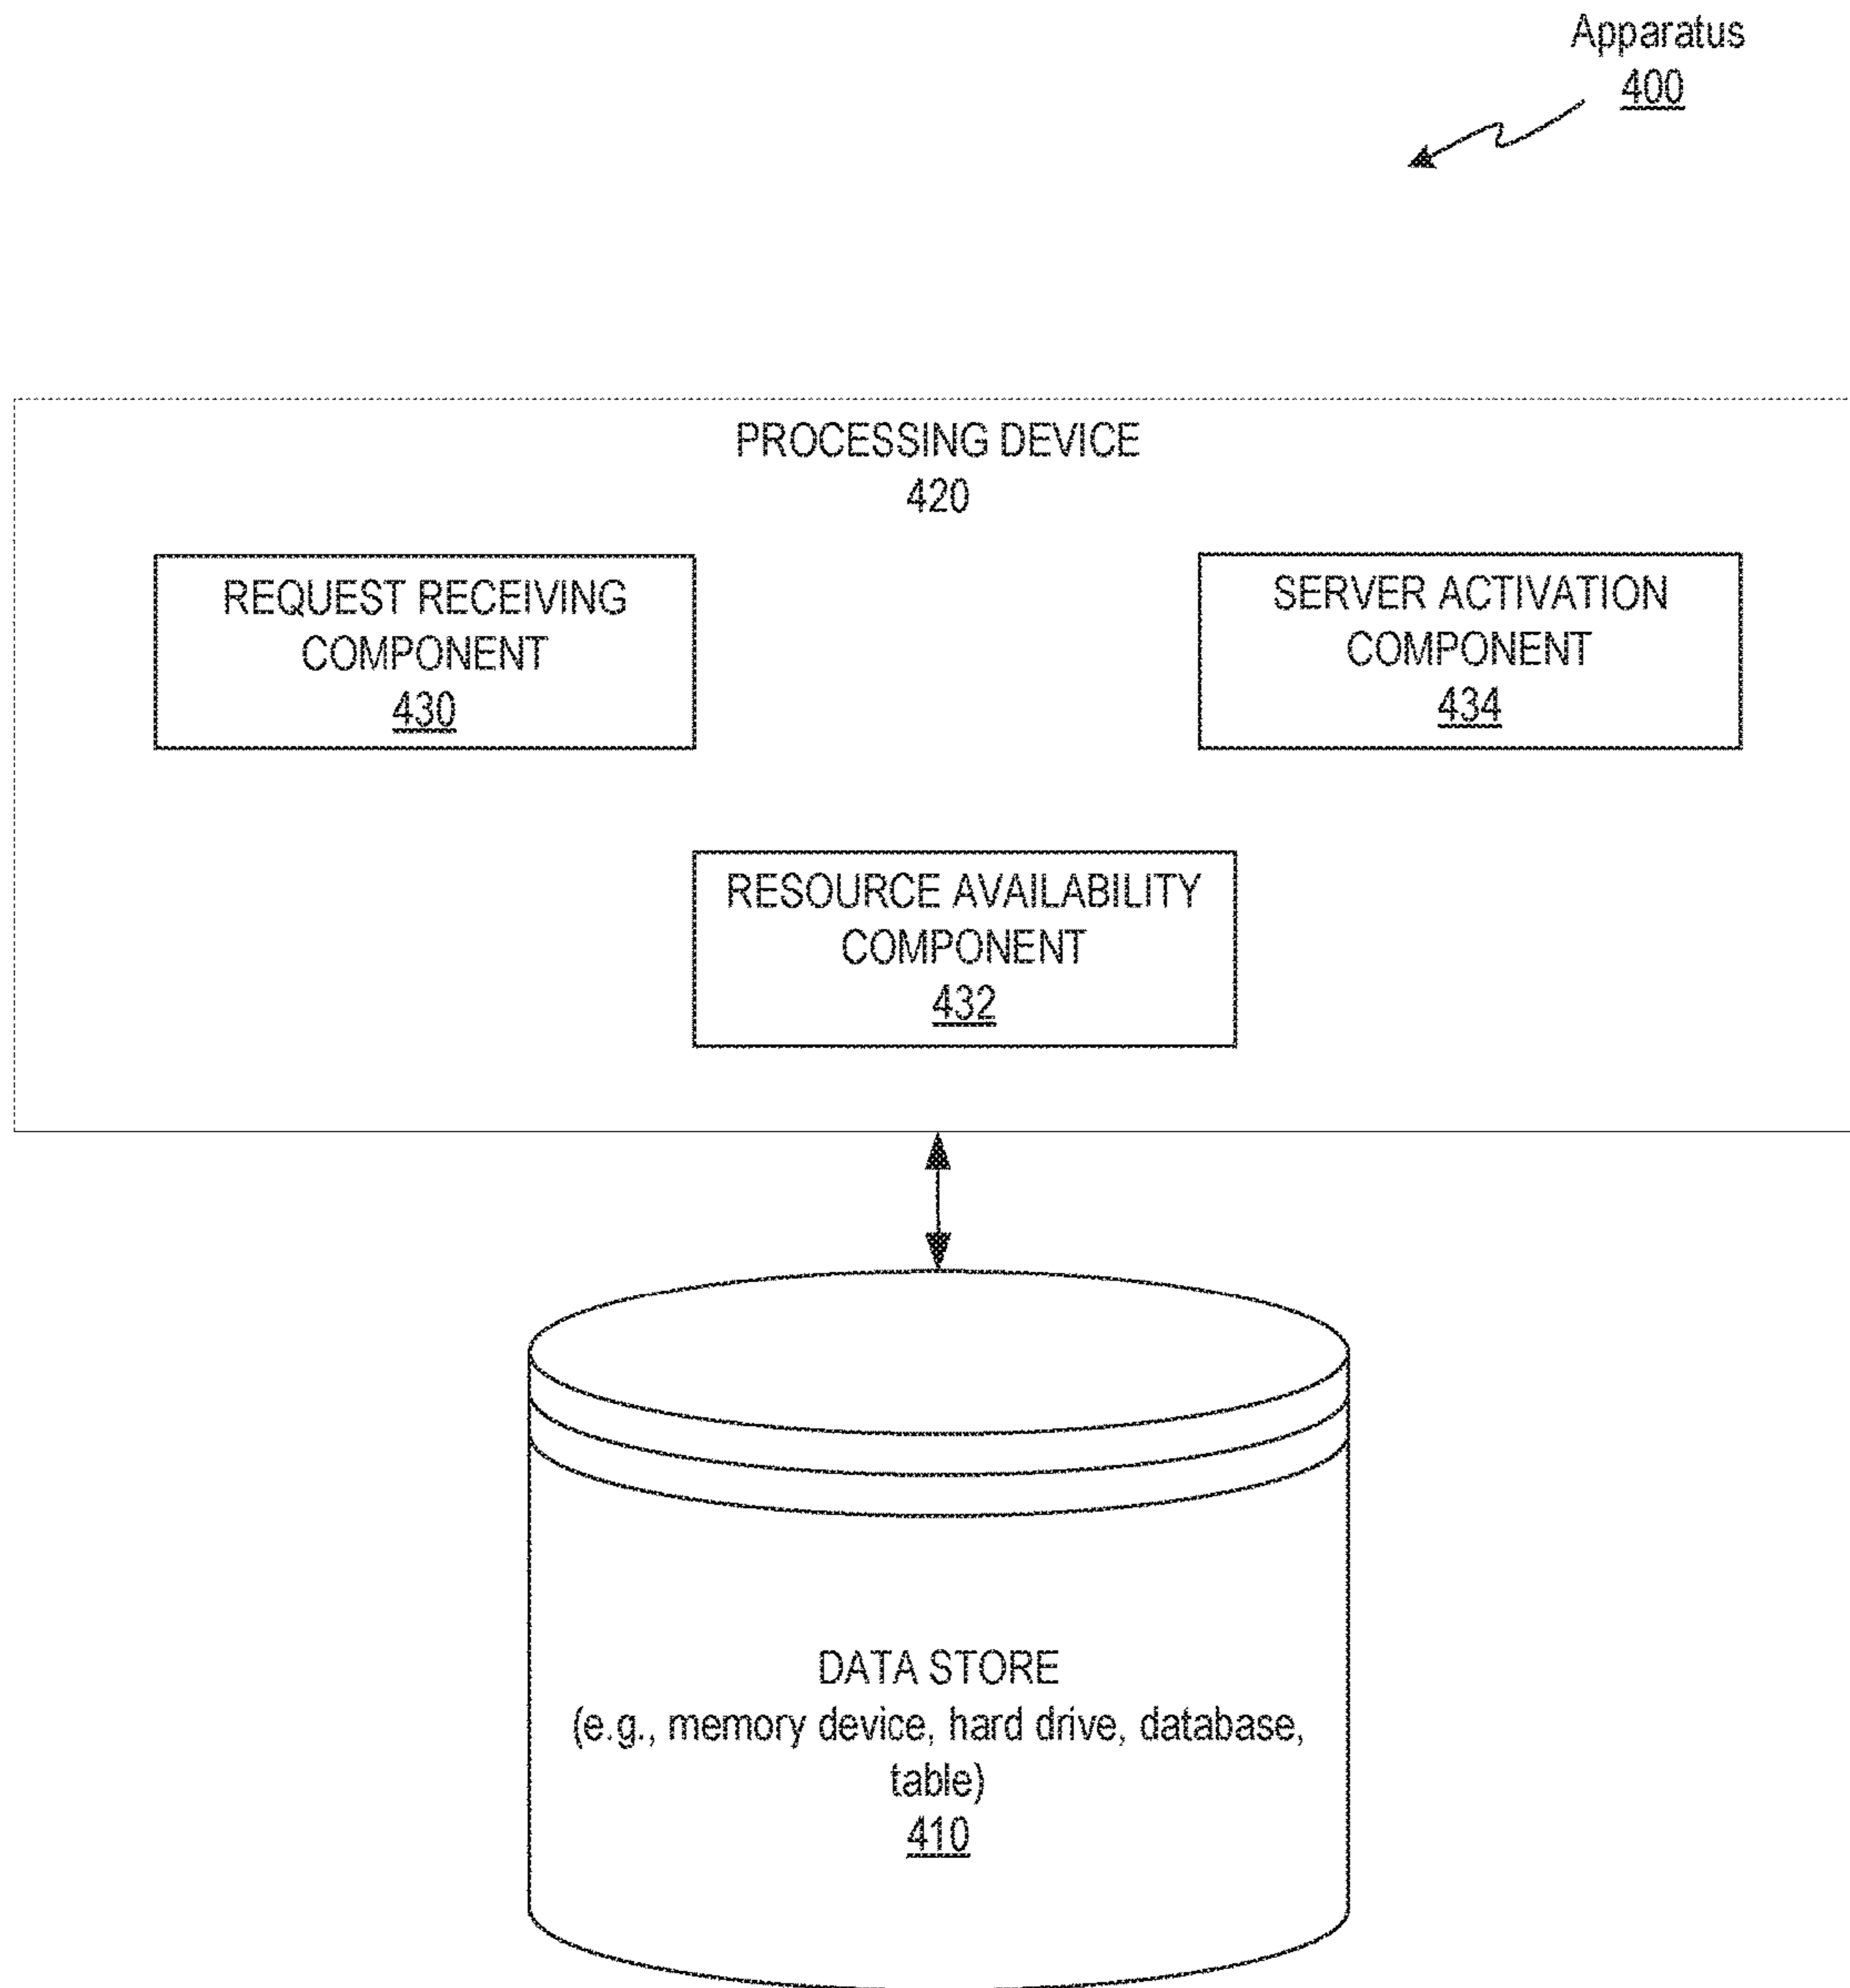 Apparatus
400
PROCESSING DEVICE
420
REQUEST RECEIVING
COMPONENT
430
SERVER ACTIVATION
COMPONENT
434
RESOURCE AVAILABILITY
COMPONENT
432
DATA STORE
(e.g., memory device, hard drive, database,
table)
410